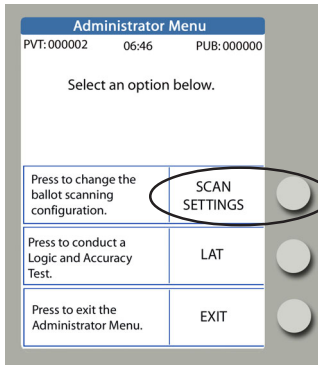 Administrator Menu
PVT: 000002 06:46 PUB: 000000
Select an option below.
Press to change the
ballot scanning
configuration.
SCAN
SETTINGS
Press to conduct a
Logic and Accuracy
Test.
LAT
Press to exit the
Administrator Menu.
EXIT